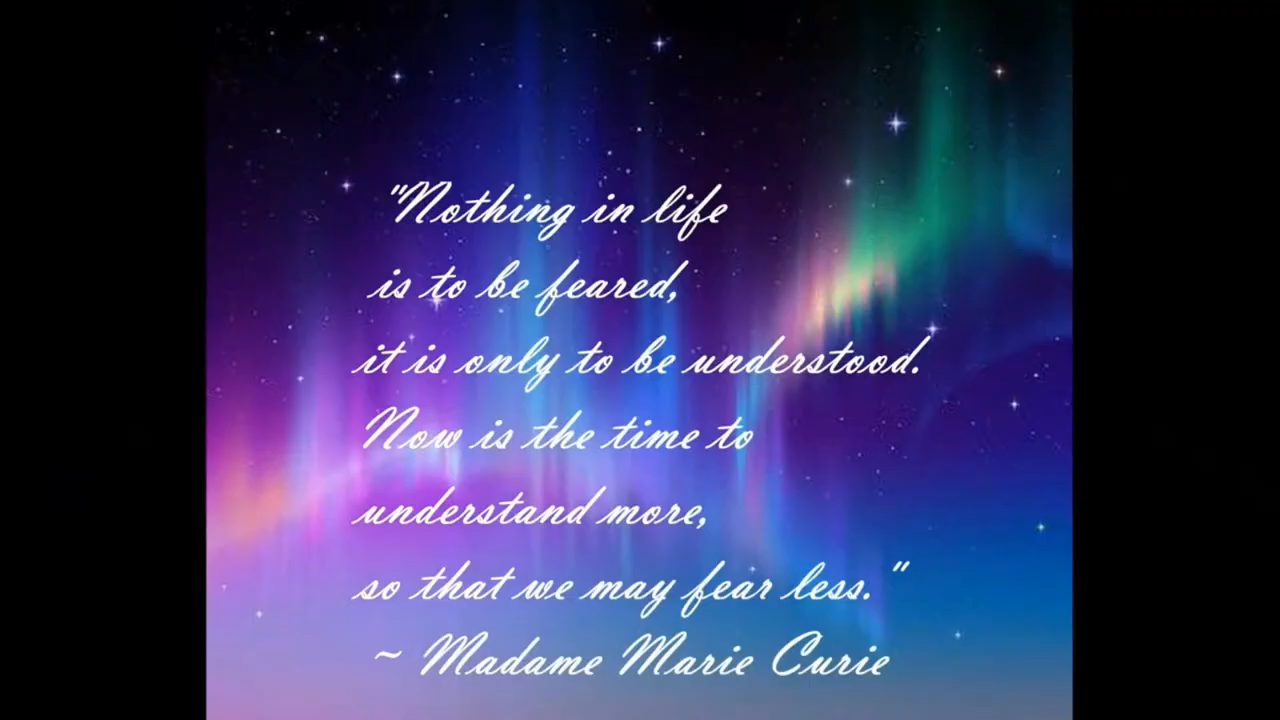 "Nothing in life
is to be feared,
it is only to be understood.
Now is the time to
understand more,
so that we may fear less."
~ Madame Marie Curie